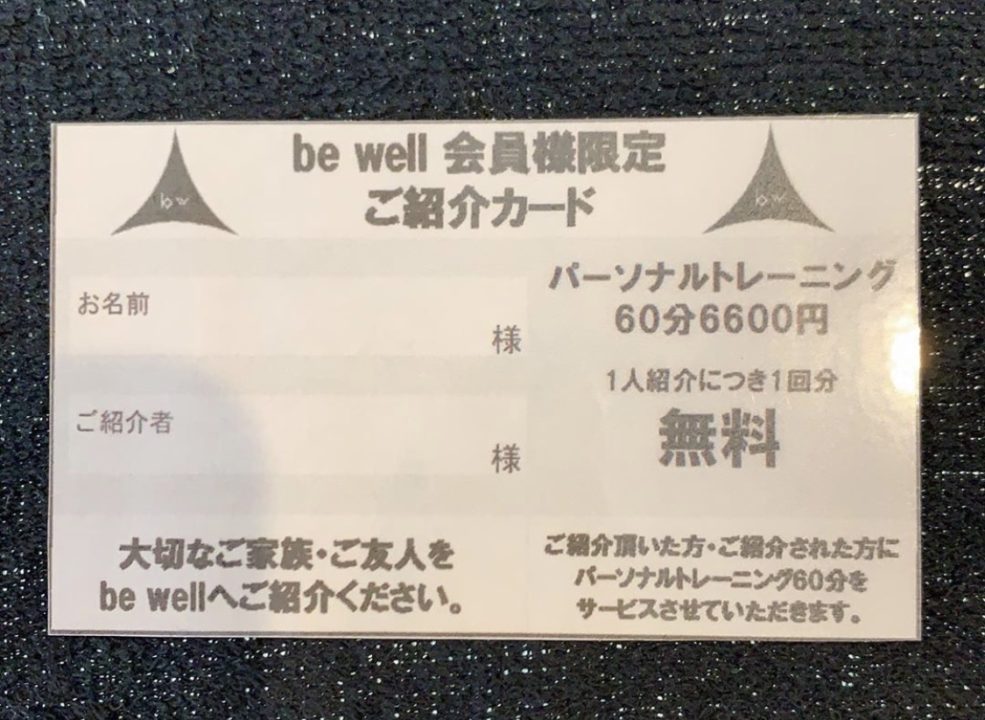 be well 会員様限定
ご紹介カード
bw
bw
お名前
様
ご紹介者
様
パーソナルトレーニング
60分6600円
1人紹介につき1回分
無料
大切なご家族・ご友人を
be wellへご紹介ください。
ご紹介頂いた方・ご紹介された方に
パーソナルトレーニング60分を
サービスさせていただきます。